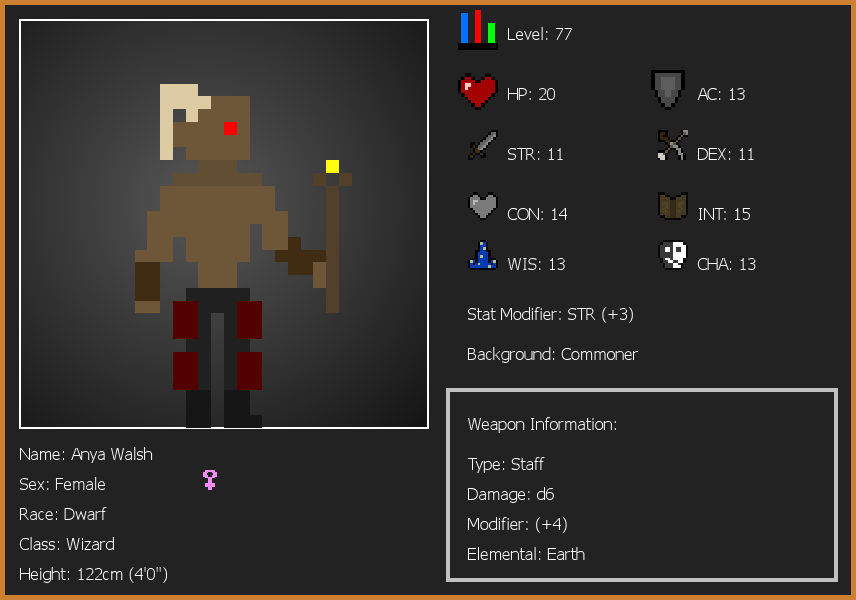 Level: 77
HP: 20
AC: 13
STR: 11
DEX: 11
CON: 14
INT: 15
WIS: 13
CHA: 13
Stat Modifier: STR (+3)
Background: Commoner
Weapon Information:
Type: Staff
Damage: d6
Modifier: (+4)
Elemental: Earth
Name: Anya Walsh
Sex: Female
Race: Dwarf
Class: Wizard
Height: 122cm (4'0")